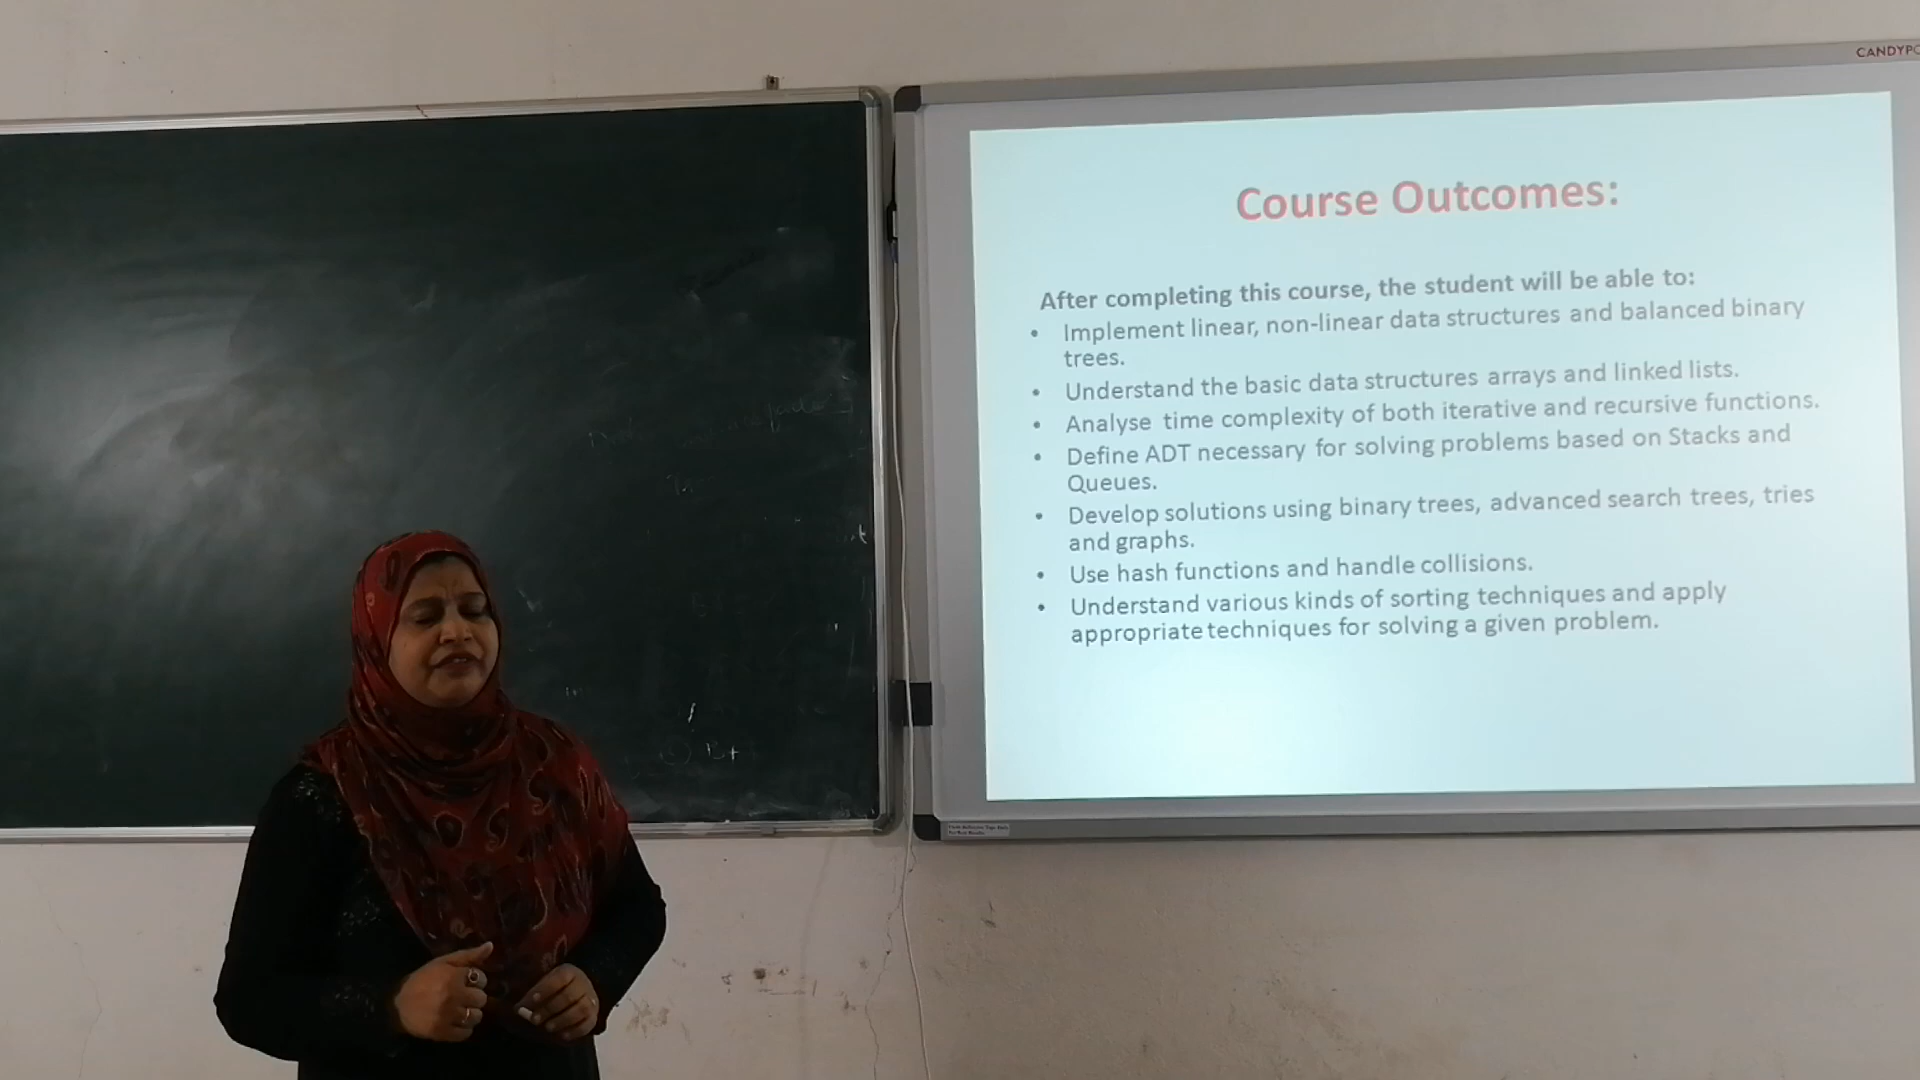 CANDYPO
Course Outcomes:
After completing this course, the student will be able to:
• Implement linear, non-linear data structures and balanced binary
trees.
• Understand the basic data structures arrays and linked lists.
• Analyse time complexity of both iterative and recursive functions.
• Define ADT necessary for solving problems based on Stacks and
Queues.
• Develop solutions using binary trees, advanced search trees, tries
and graphs.
• Use hash functions and handle collisions.
• Understand various kinds of sorting techniques and apply
appropriate techniques for solving a given problem.